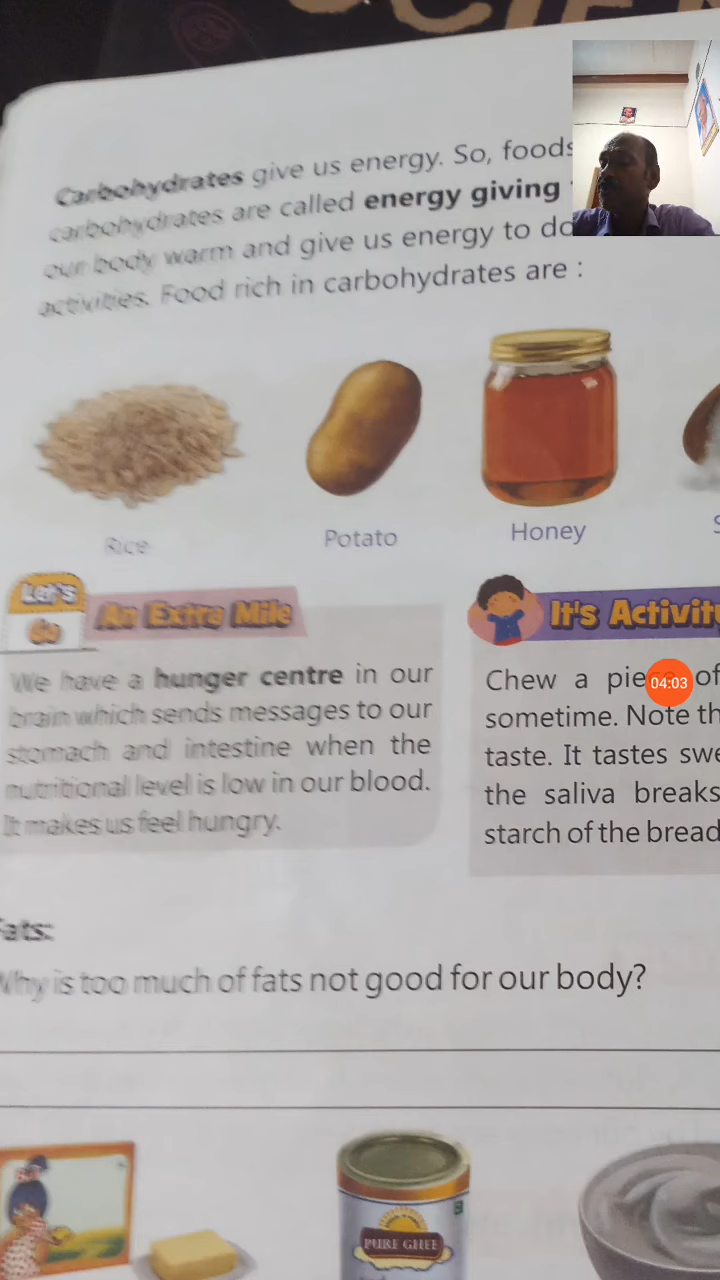 Carbohydrates give us energy. So, foods
carbohydrates are called energy giving
our body warm and give us energy to do
activities. Food rich in carbohydrates are :
Rice
Potato
Honey
Let's
Go
An Extra Mile
We have a hunger centre in our
brain which sends messages to our
stomach and intestine when the
nutritional level is low in our blood.
It makes us feel hungry.
It's Activit
Chew a of
04:03
sometime. Note th
taste. It tastes swe
the saliva breaks
starch of the bread
ats:
Why is too much of fats not good for our body?
PURE GHEE